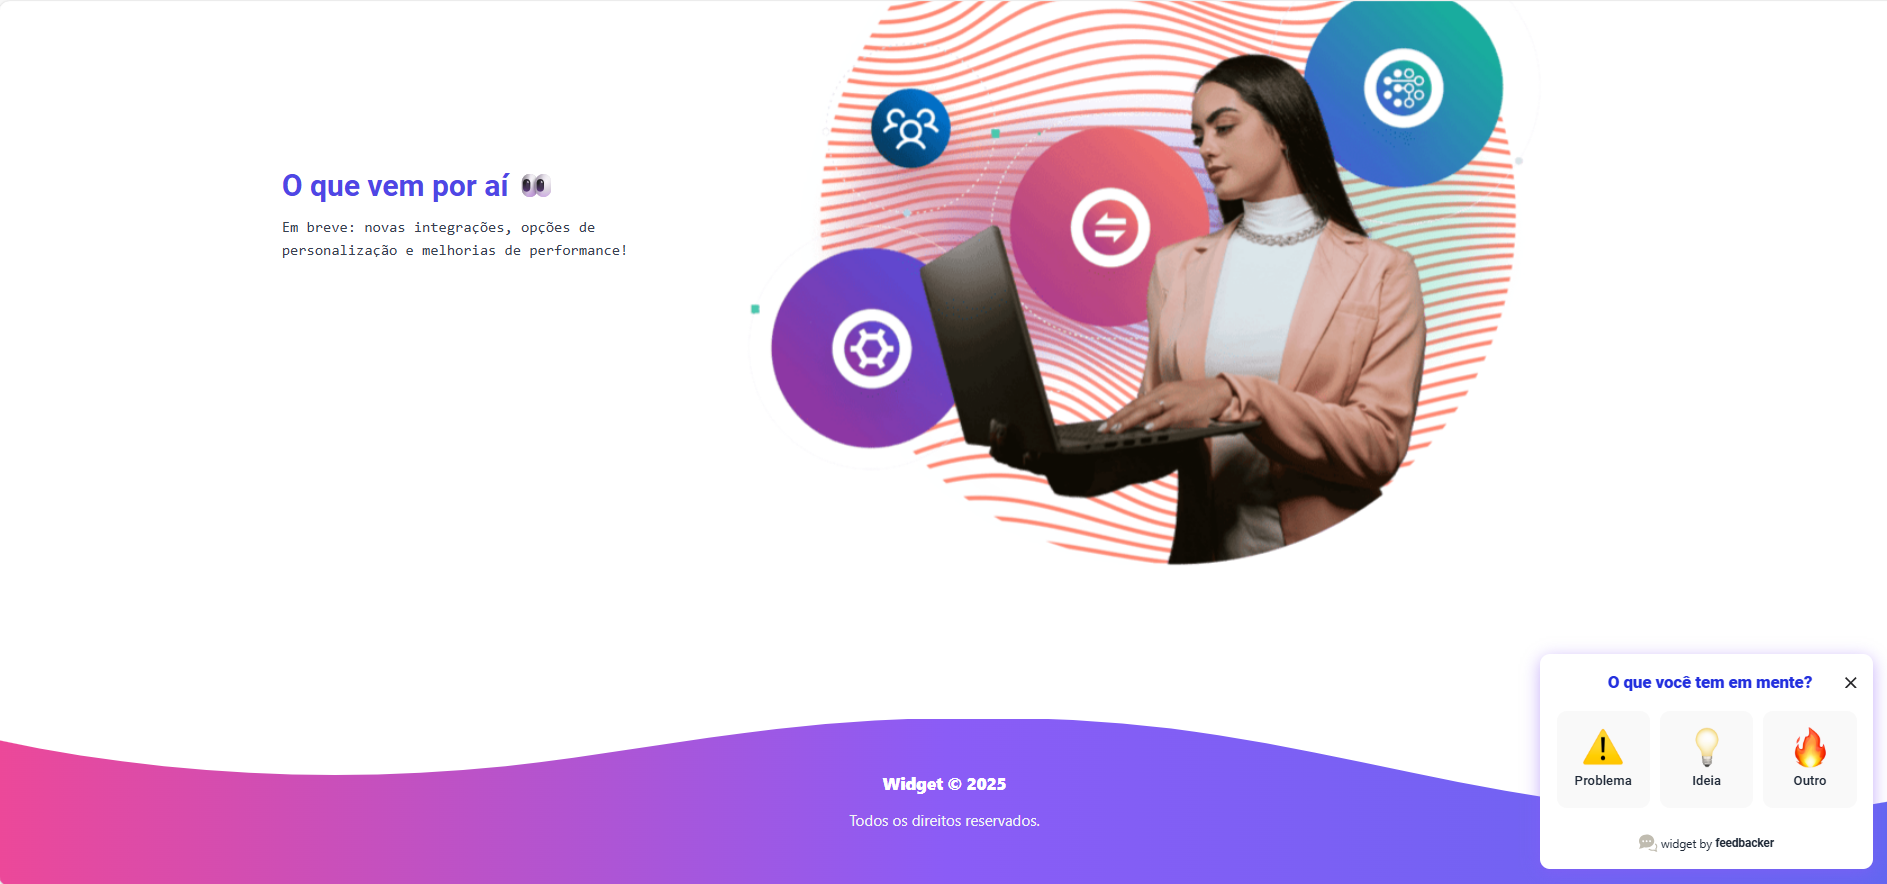 O que vem por aí 👀
Em breve: novas integrações, opções de
personalização e melhorias de performance!
O que você tem em mente?
Problema
Ideia
Outro
widget by feedbacker
Widget © 2025
Todos os direitos reservados.